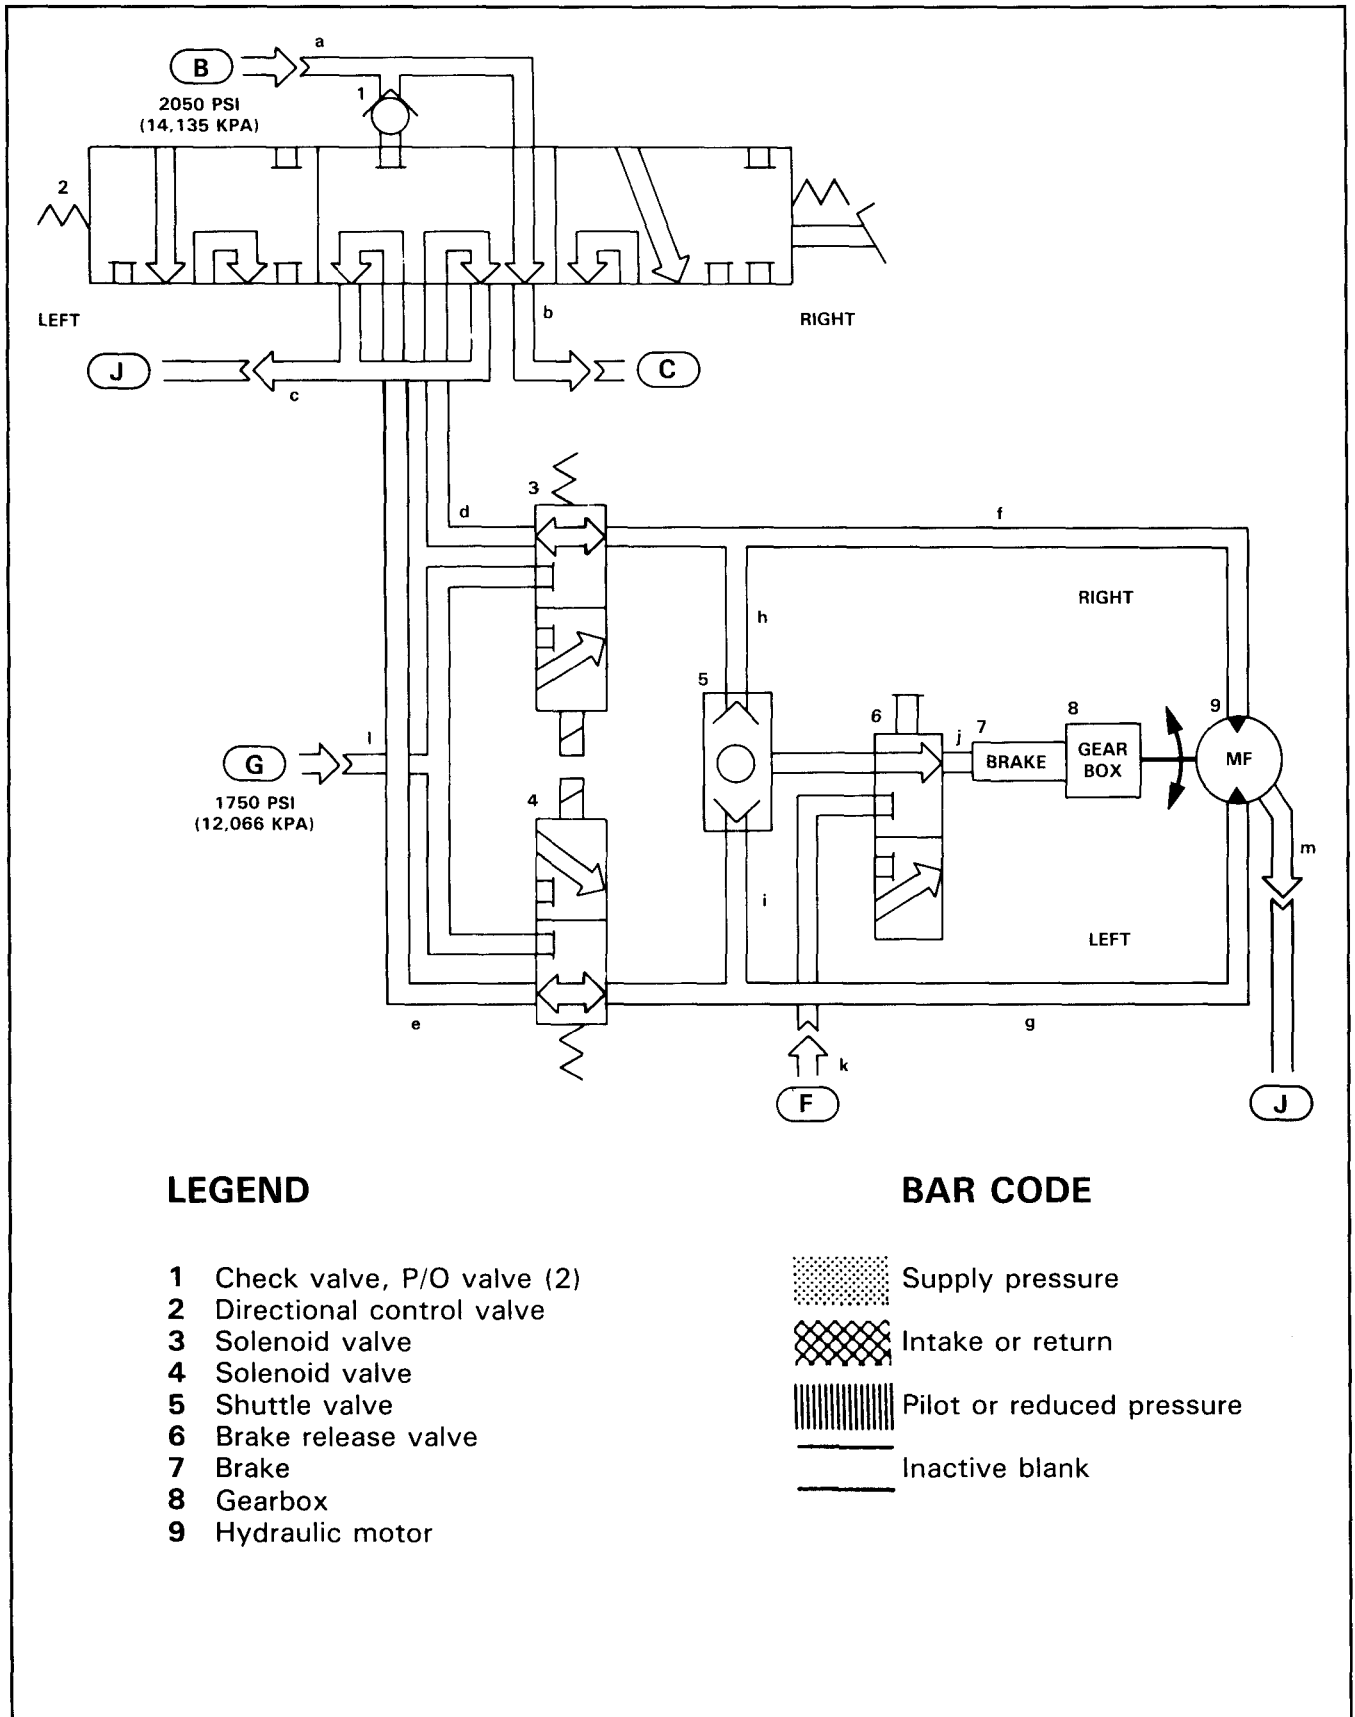 a
B
1
2050 PSI
(14,135 KPA)
2
LEFT
b
RIGHT
J
c
C
3
d
f
RIGHT
h
5
6
j
7
8
9
BRAKE
GEAR
BOX
MF
l
G
1750 PSI
(12,066 KPA)
4
m
i
LEFT
e
g
k
F
J
LEGEND
1 Check valve, P/O valve (2)
2 Directional control valve
3 Solenoid valve
4 Solenoid valve
5 Shuttle valve
6 Brake release valve
7 Brake
8 Gearbox
9 Hydraulic motor
BAR CODE
Supply pressure
Intake or return
Pilot or reduced pressure
Inactive blank